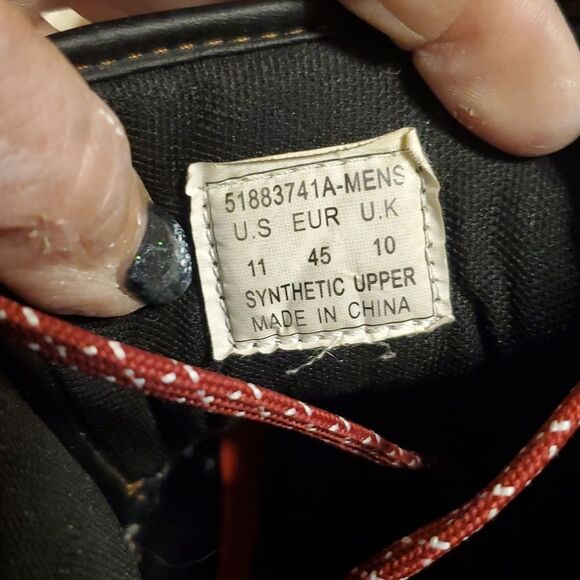 51883741A-MENS
U.S EUR U.K
11 45 10
SYNTHETIC UPPER
MADE IN CHINA